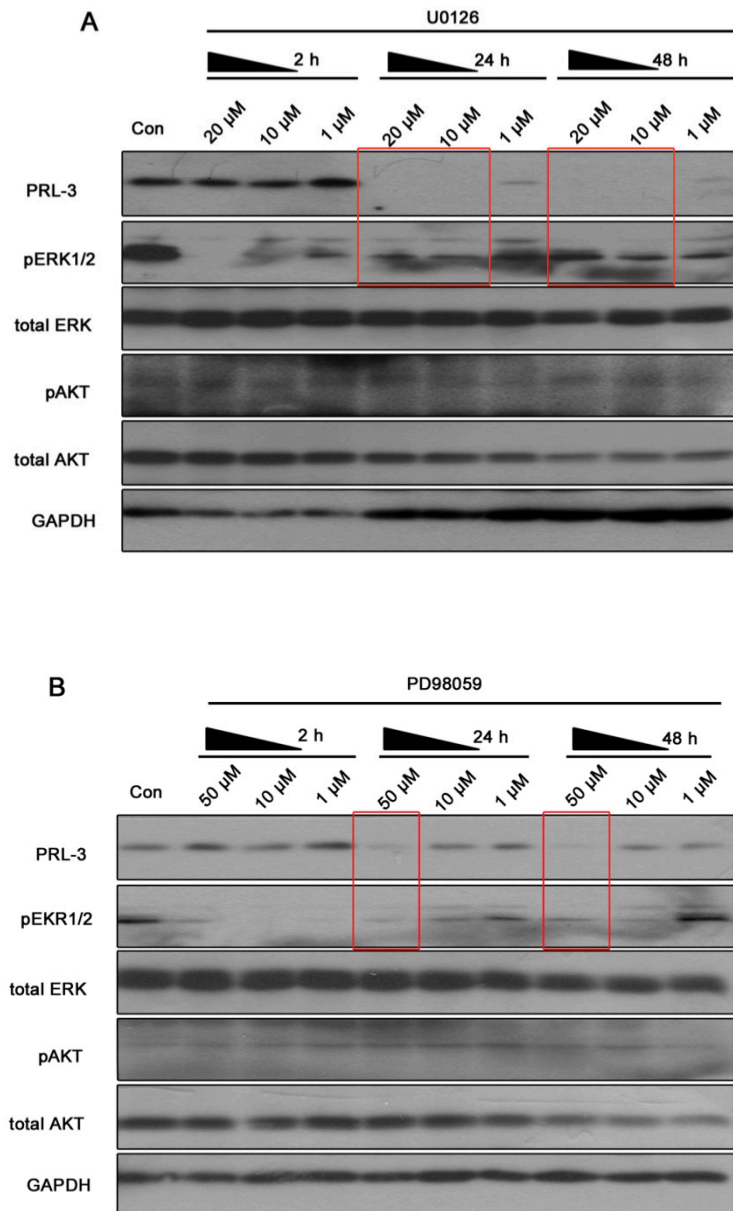 A
U0126
2 h 24 h 48 h
Con 20 µM 10 µM 1 µM 20 µM 10 µM 1 µM 20 µM 10 µM 1 µM
PRL-3
pERK1/2
total ERK
pAKT
total AKT
GAPDH
B
PD98059
2 h 24 h 48 h
Con 50 µM 10 µM 1 µM 50 µM 10 µM 1 µM 50 µM 10 µM 1 µM
PRL-3
pEKR1/2
total ERK
pAKT
total AKT
GAPDH